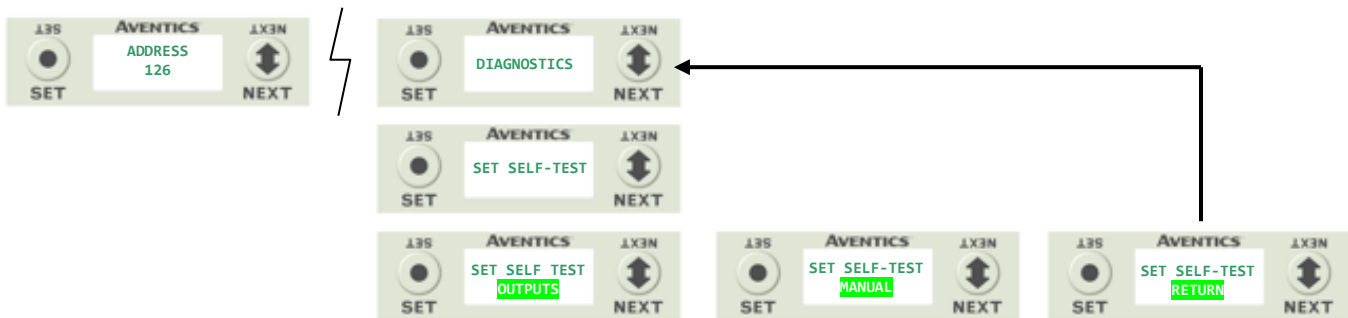 SET AVENTICS NEXT
ADDRESS
126
SET NEXT
SET AVENTICS NEXT
DIAGNOSTICS
SET NEXT
SET AVENTICS NEXT
SET SELF-TEST
SET NEXT
SET AVENTICS NEXT
SET SELF TEST
OUTPUTS
SET NEXT
SET AVENTICS NEXT
SET SELF-TEST
MANUAL
SET NEXT
SET AVENTICS NEXT
SET SELF-TEST
RETURN
SET NEXT